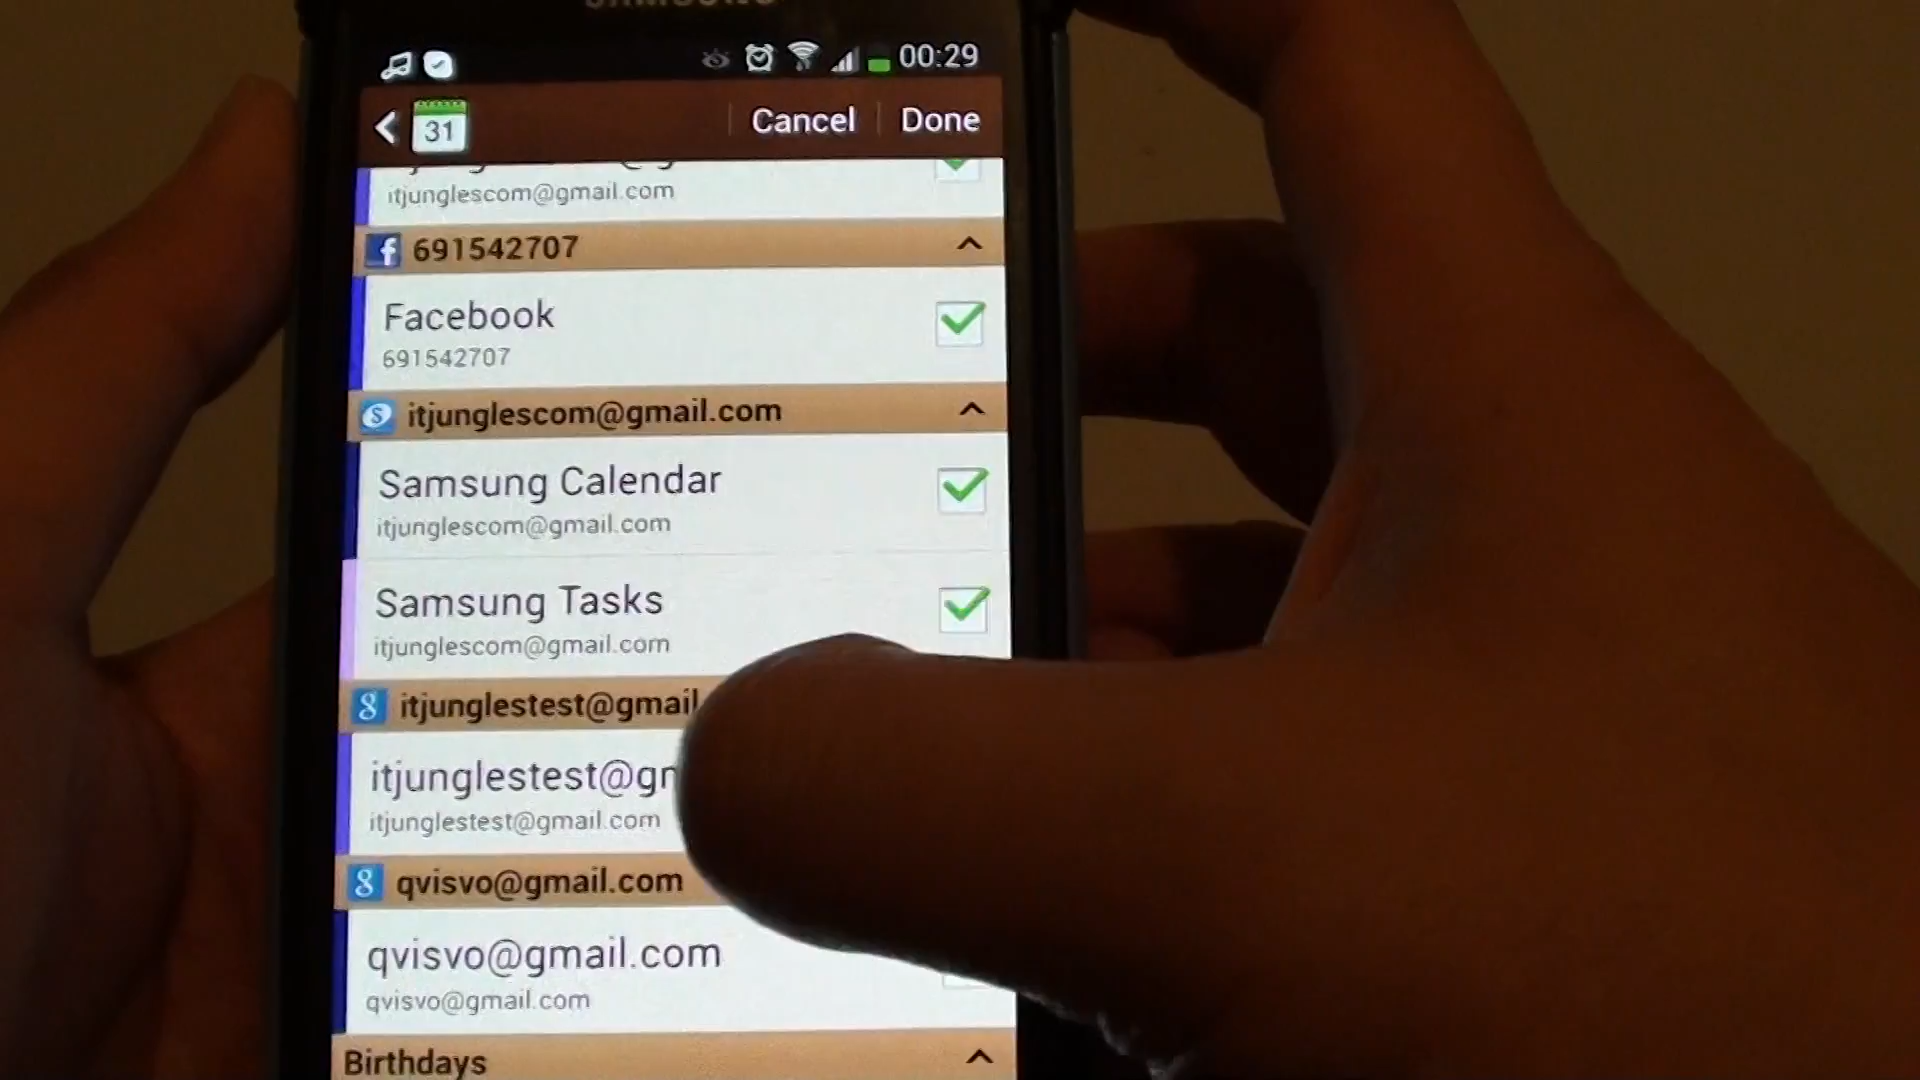 SAMSUNG
00:29
31
Cancel
Done
itjunglescom@gmail.com
691542707
Facebook
691542707
itjunglescom@gmail.com
Samsung Calendar
itjunglescom@gmail.com
Samsung Tasks
itjunglescom@gmail.com
itjunglestest@gmail
itjunglestest@gm
itjunglestest@gmail.com
qvisvo@gmail.com
qvisvo@gmail.com
qvisvo@gmail.com
Birthdays